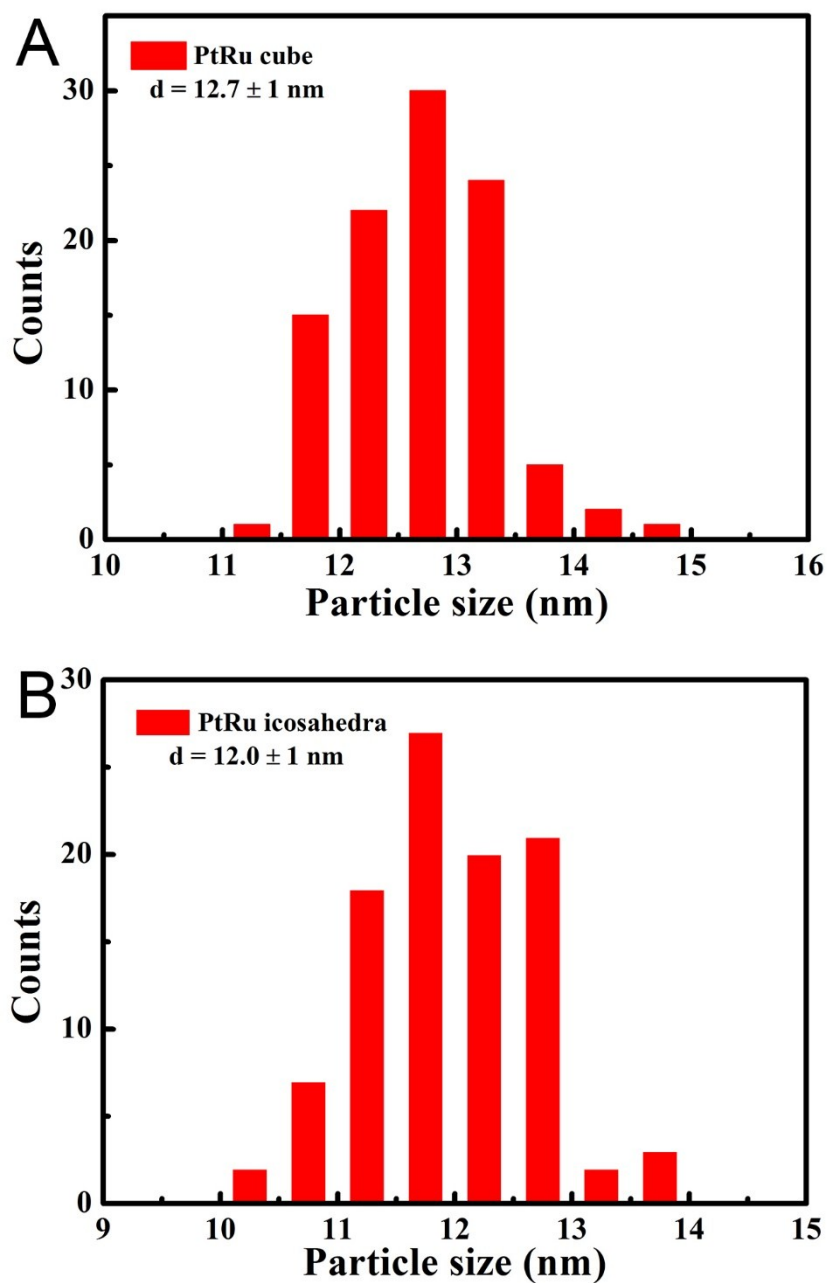 A
PtRu cube
d = 12.7 ± 1 nm
30
20
10
0
Counts
10 11 12 13 14 15 16
Particle size (nm)
B
PtRu icosahedra
d = 12.0 ± 1 nm
30
20
10
0
Counts
9 10 11 12 13 14 15
Particle size (nm)